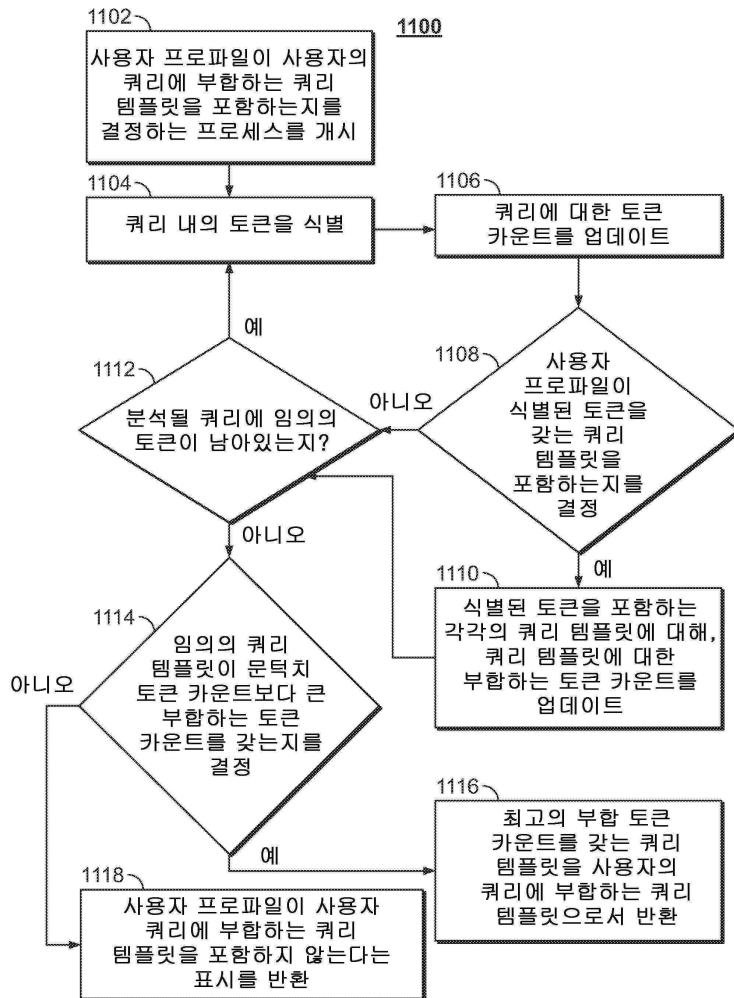 1100
1102
사용자 프로파일이 사용자의
쿼리에 부합하는 쿼리
템플릿을 포함하는지를
결정하는 프로세스를 개시
1104
쿼리 내의 토큰을 식별
1106
쿼리에 대한 토큰
카운트를 업데이트
예
1112
분석될 쿼리에 임의의
토큰이 남아있는지?
아니오
1108
사용자
프로파일이
식별된 토큰을
갖는 쿼리
템플릿을
포함하는지를
결정
아니오
예
1110
식별된 토큰을 포함하는
각각의 쿼리 템플릿에 대해,
쿼리 템플릿에 대한
부합하는 토큰 카운트를
업데이트
1114
임의의 쿼리
템플릿이 문턱치
토큰 카운트보다 큰
부합하는 토큰
카운트를 갖는지를
결정
아니오
예
1116
최고의 부합 토큰
카운트를 갖는 쿼리
템플릿을 사용자의
쿼리에 부합하는 쿼리
템플릿으로서 반환
1118
사용자 프로파일이 사용자
쿼리에 부합하는 쿼리
템플릿을 포함하지 않는다는
표시를 반환